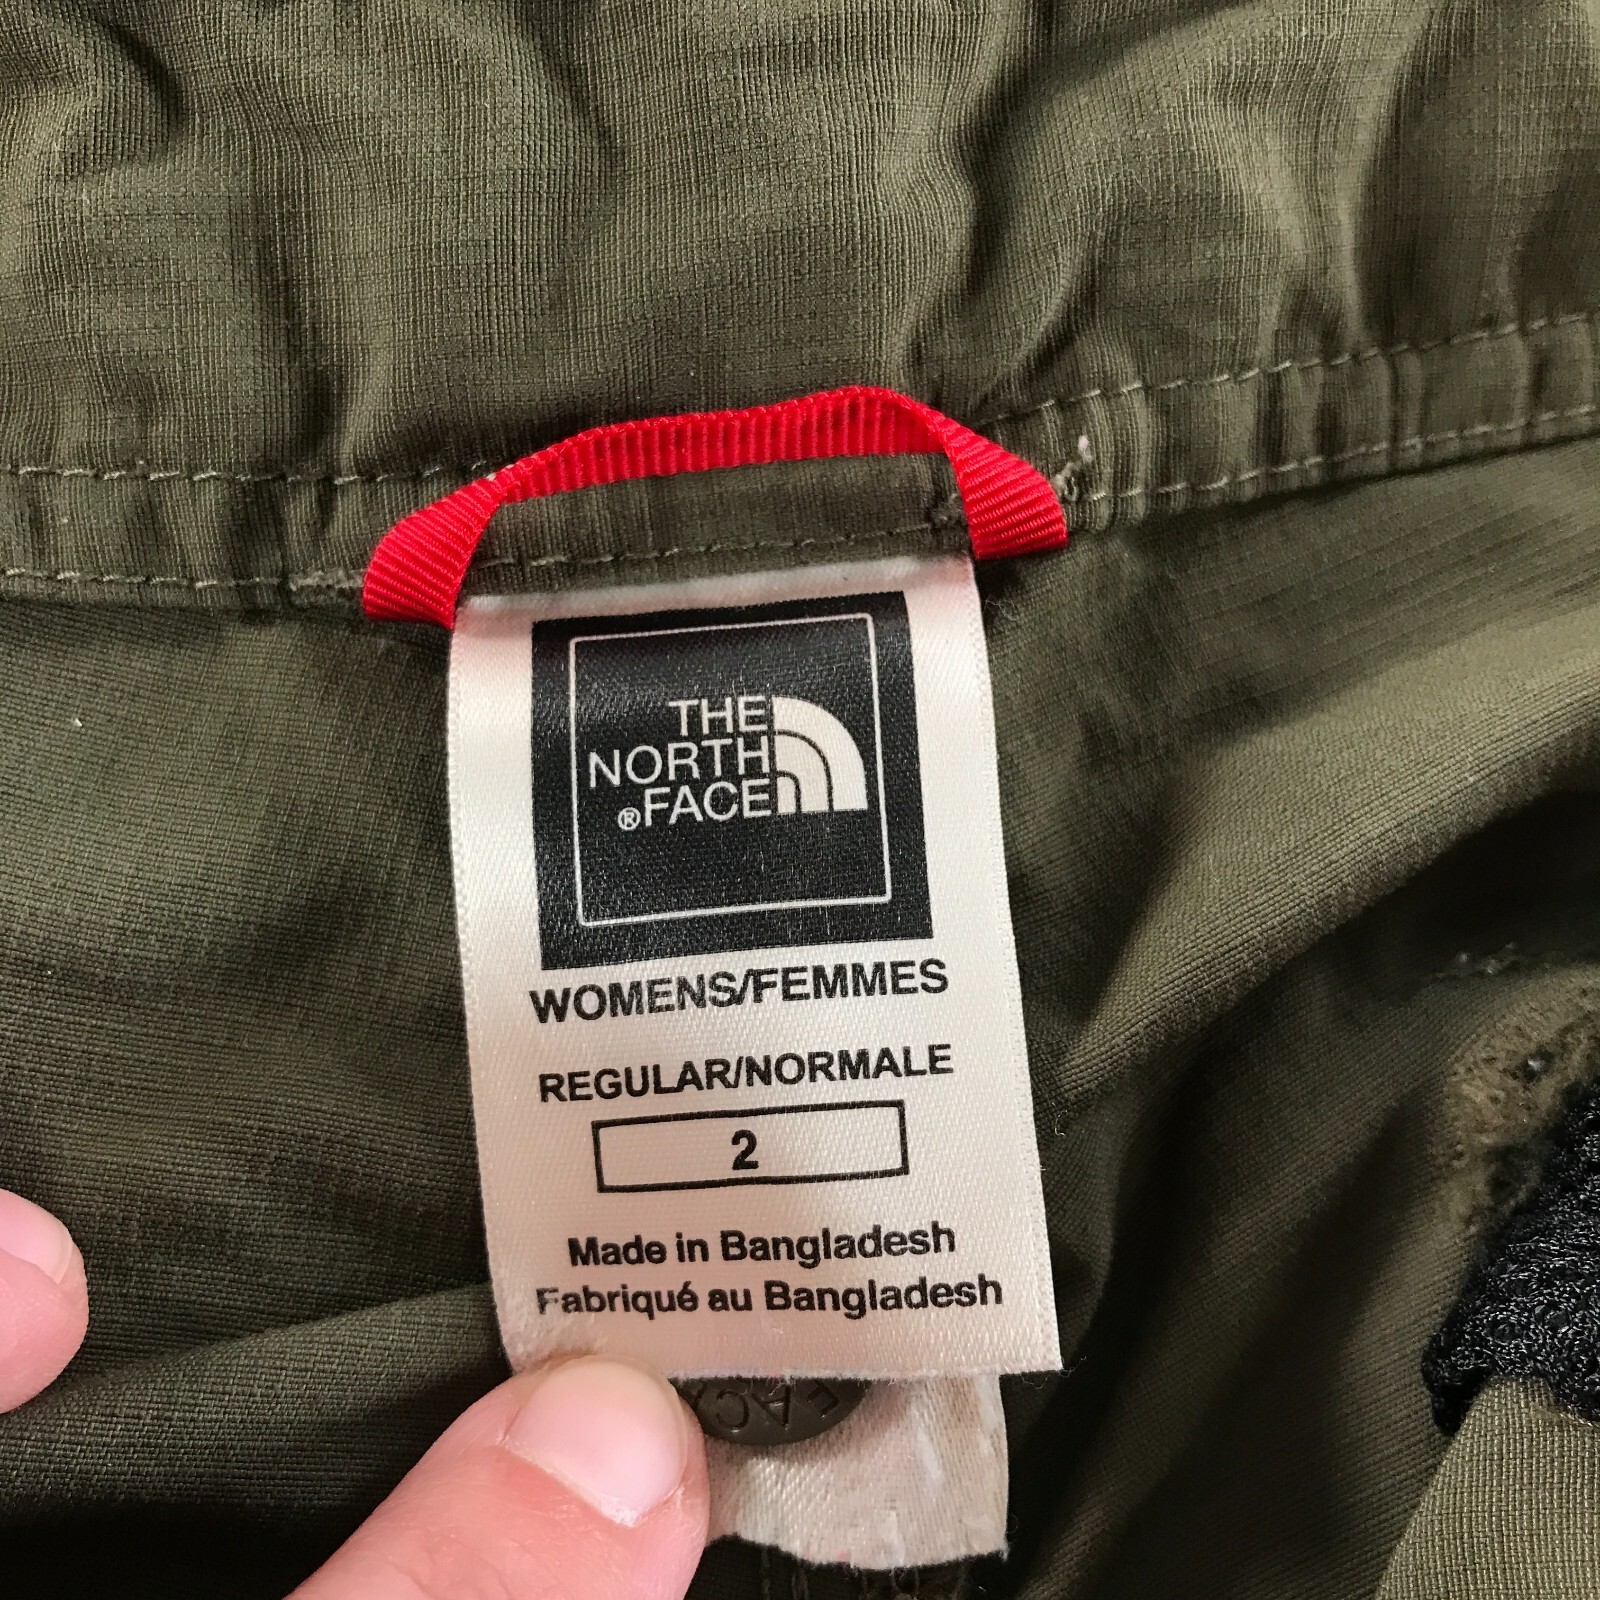 THE
NORTH
®FACE
WOMENS/FEMMES
REGULAR/NORMALE
2
Made in Bangladesh
Fabriqué au Bangladesh